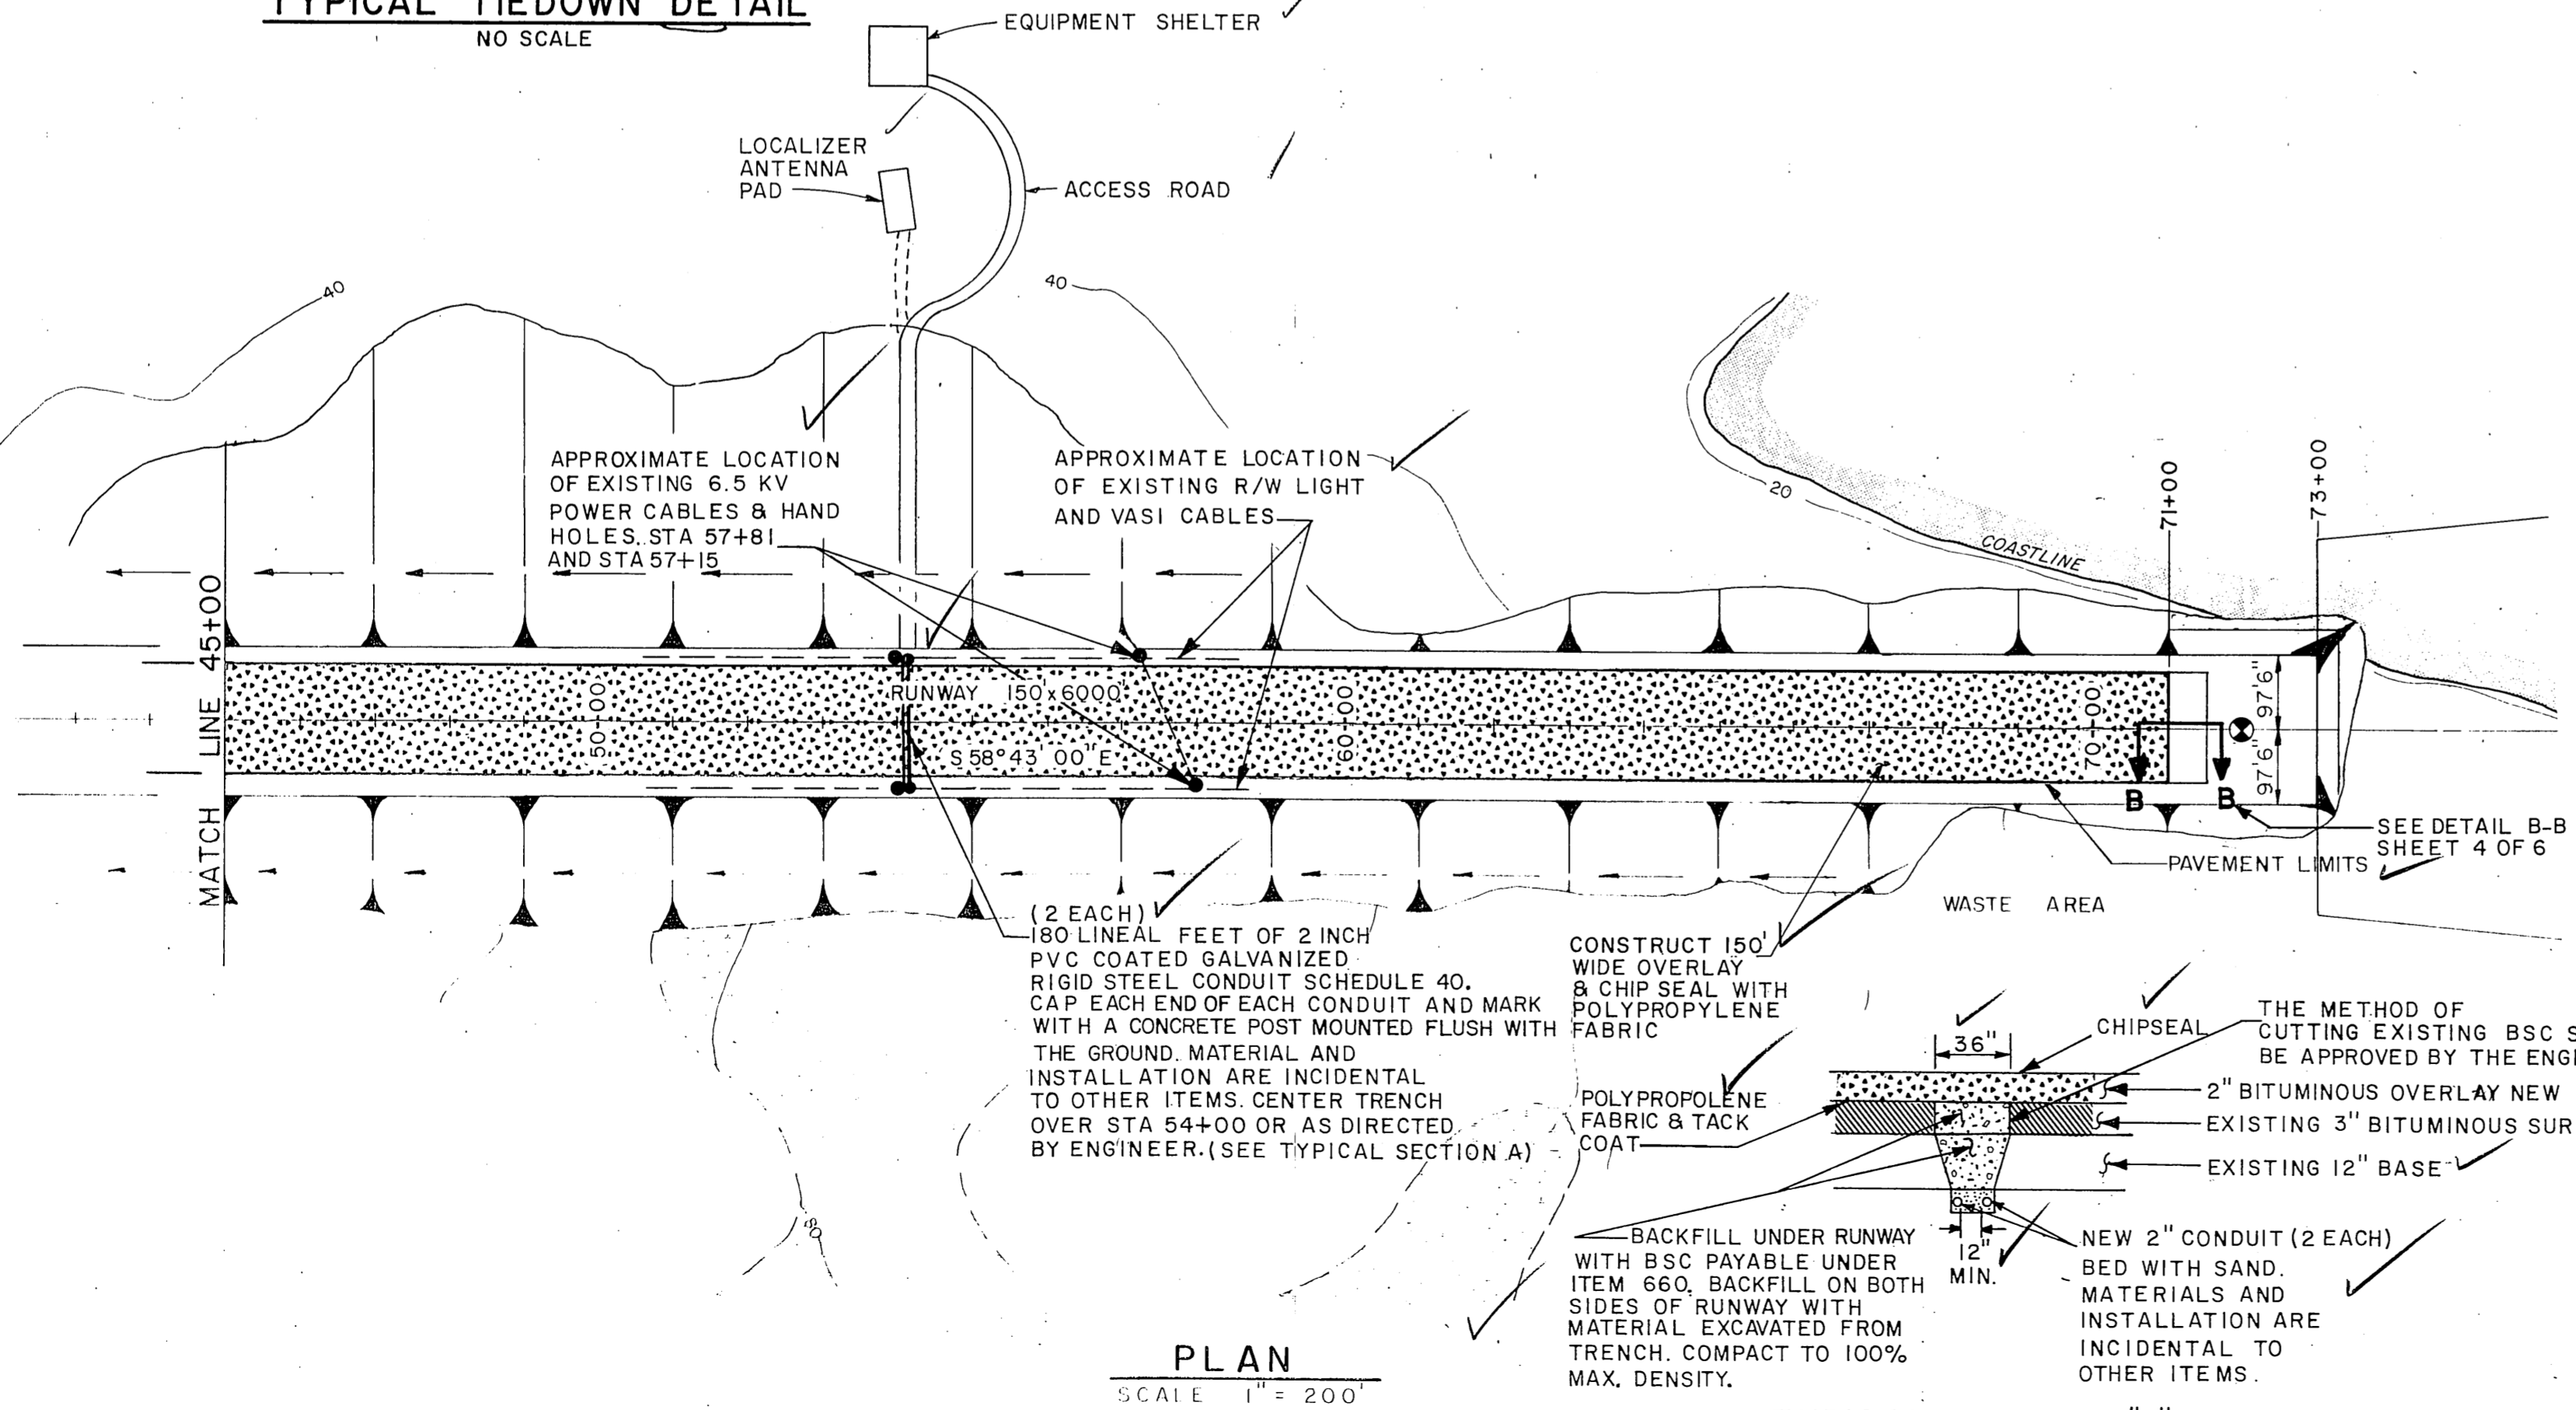 TYPICAL TIEDOWN DETAIL
NO SCALE
EQUIPMENT SHELTER
LOCALIZER
ANTENNA
PAD
ACCESS ROAD
40
40
APPROXIMATE LOCATION
OF EXISTING 6.5 KV
POWER CABLES & HAND
HOLES. STA 57+81
AND STA 57+15
APPROXIMATE LOCATION
OF EXISTING R/W LIGHT
AND VASI CABLES
20
COASTLINE
71+00
73+00
MATCH LINE 45+00
50-00
RUNWAY 150'x6000'
S 58°43' 00"E
60-00
70-00
97'6"
97'6"
B
B
SEE DETAIL B-B
SHEET 4 OF 6
PAVEMENT LIMITS
WASTE AREA
(2 EACH)
180 LINEAL FEET OF 2 INCH
PVC COATED GALVANIZED
RIGID STEEL CONDUIT SCHEDULE 40.
CAP EACH END OF EACH CONDUIT AND MARK
WITH A CONCRETE POST MOUNTED FLUSH WITH
THE GROUND. MATERIAL AND
INSTALLATION ARE INCIDENTAL
TO OTHER ITEMS. CENTER TRENCH
OVER STA 54+00 OR AS DIRECTED
BY ENGINEER. (SEE TYPICAL SECTION A)
CONSTRUCT 150'
WIDE OVERLAY
& CHIP SEAL WITH
POLYPROPYLENE
FABRIC
36"
CHIPSEAL
THE METHOD OF
CUTTING EXISTING BSC S
BE APPROVED BY THE ENG
POLYPROPOLENE
FABRIC & TACK
COAT
2" BITUMINOUS OVERLAY NEW
EXISTING 3" BITUMINOUS SUR
EXISTING 12" BASE
BACKFILL UNDER RUNWAY
WITH BSC PAYABLE UNDER
ITEM 660. BACKFILL ON BOTH
SIDES OF RUNWAY WITH
MATERIAL EXCAVATED FROM
TRENCH. COMPACT TO 100%
MAX. DENSITY.
12"
MIN.
NEW 2" CONDUIT (2 EACH)
BED WITH SAND.
MATERIALS AND
INSTALLATION ARE
INCIDENTAL TO
OTHER ITEMS.
PLAN
SCALE 1" = 200'